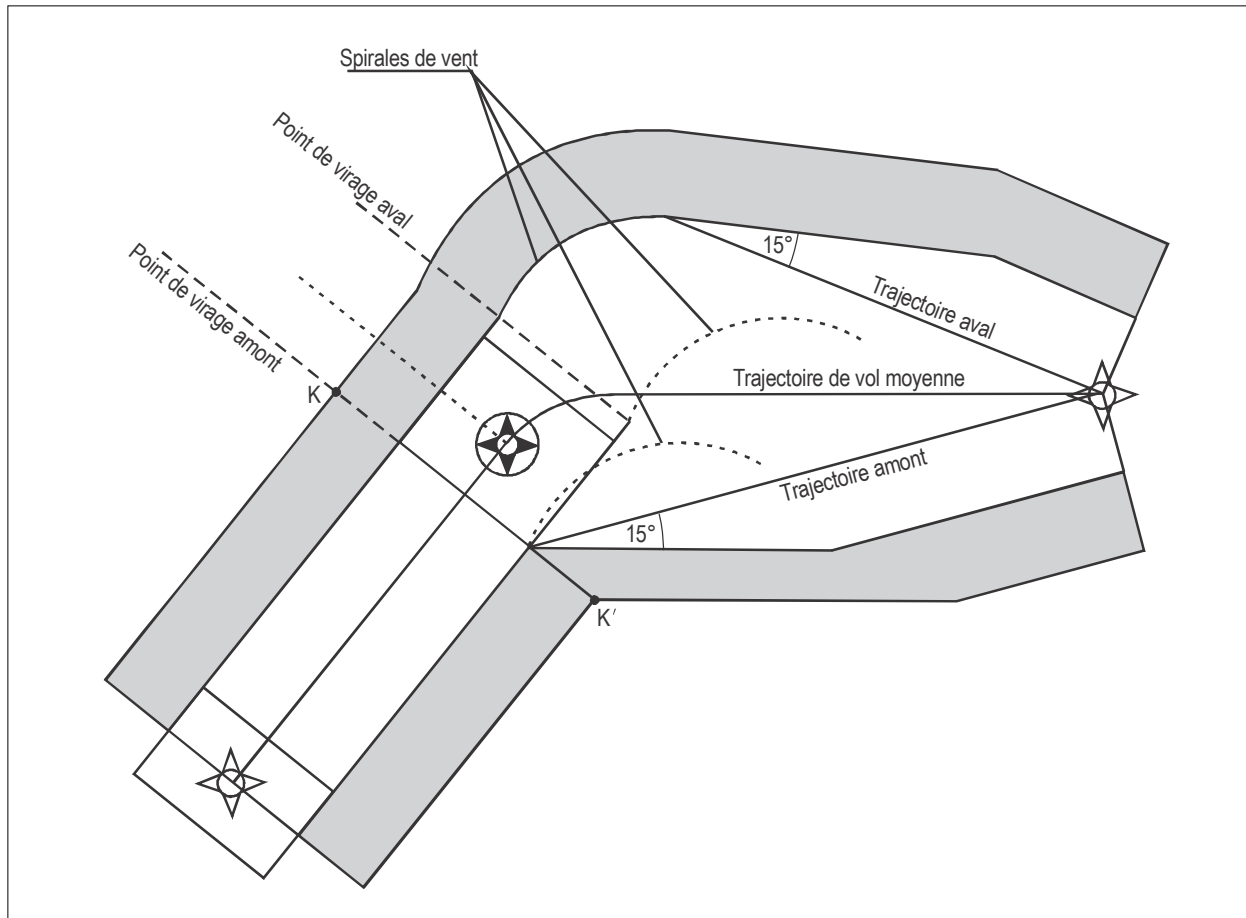 Spirales de vent
Point de virage aval
Point de virage amont
15°
Trajectoire aval
K
Trajectoire de vol moyenne
Trajectoire amont
15°
K′